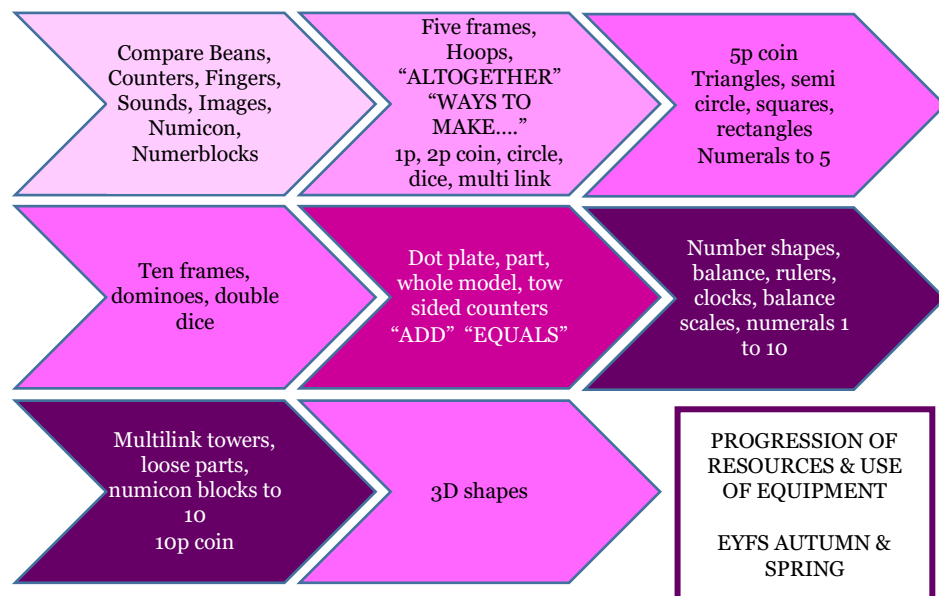 Compare Beans,
Counters, Fingers,
Sounds, Images,
Numicon,
Numerblocks
Five frames,
Hoops,
“ALTOGETHER”
“WAYS TO
MAKE….”
1p, 2p coin, circle,
dice, multi link
5p coin
Triangles, semi
circle, squares,
rectangles
Numerals to 5
Ten frames,
dominoes, double
dice
Dot plate, part,
whole model, tow
sided counters
“ADD”  “EQUALS”
Number shapes,
balance, rulers,
clocks, balance
scales, numerals 1
to 10
Multilink towers,
loose parts,
numicon blocks to
10
10p coin
3D shapes
PROGRESSION OF
RESOURCES & USE
OF EQUIPMENT
EYFS AUTUMN &
SPRING